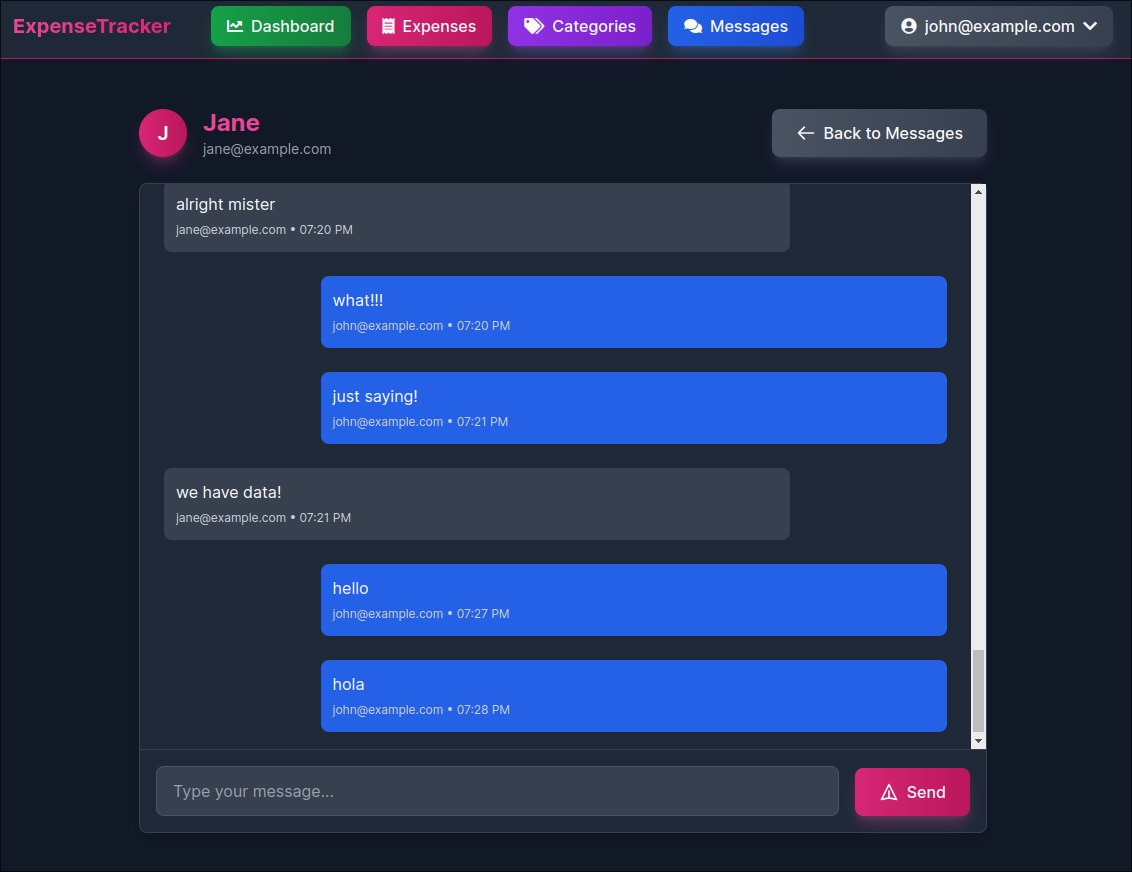 ExpenseTracker Dashboard Expenses Categories Messages john@example.com
J
Jane
jane@example.com
Back to Messages
alright mister
jane@example.com • 07:20 PM
what!!!
john@example.com • 07:20 PM
just saying!
john@example.com • 07:21 PM
we have data!
jane@example.com • 07:21 PM
hello
john@example.com • 07:27 PM
hola
john@example.com • 07:28 PM
Type your message...
Send